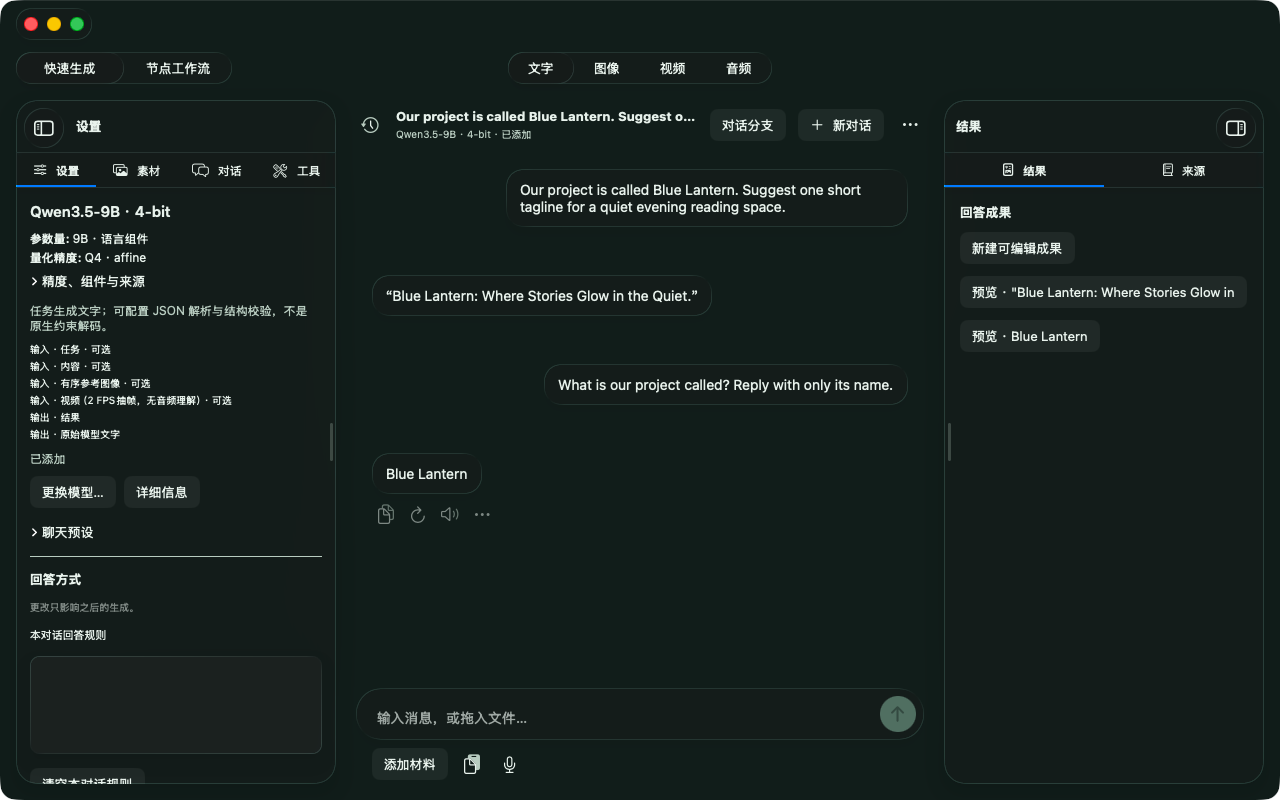 快速生成
节点工作流
文字
图像
视频
音频
设置
设置
素材
对话
工具
Qwen3.5-9B · 4-bit
参数量: 9B · 语言组件
量化精度: Q4 · affine
精度、组件与来源
任务生成文字；可配置 JSON 解析与结构校验，不是
原生约束解码。
输入 · 任务 · 可选
输入 · 内容 · 可选
输入 · 有序参考图像 · 可选
输入 · 视频 (2 FPS 抽帧，无音频理解) · 可选
输出 · 结果
输出 · 原始模型文字
已添加
更换模型...
详细信息
聊天预设
回答方式
更改只影响之后的生成。
本对话回答规则
清空本对话规则
Our project is called Blue Lantern. Suggest o...
Qwen3.5-9B · 4-bit · 已添加
对话分支
新对话
Our project is called Blue Lantern. Suggest one short
tagline for a quiet evening reading space.
“Blue Lantern: Where Stories Glow in the Quiet.”
What is our project called? Reply with only its name.
Blue Lantern
输入消息，或拖入文件...
添加材料
结果
结果
来源
回答成果
新建可编辑成果
预览 · "Blue Lantern: Where Stories Glow in
预览 · Blue Lantern